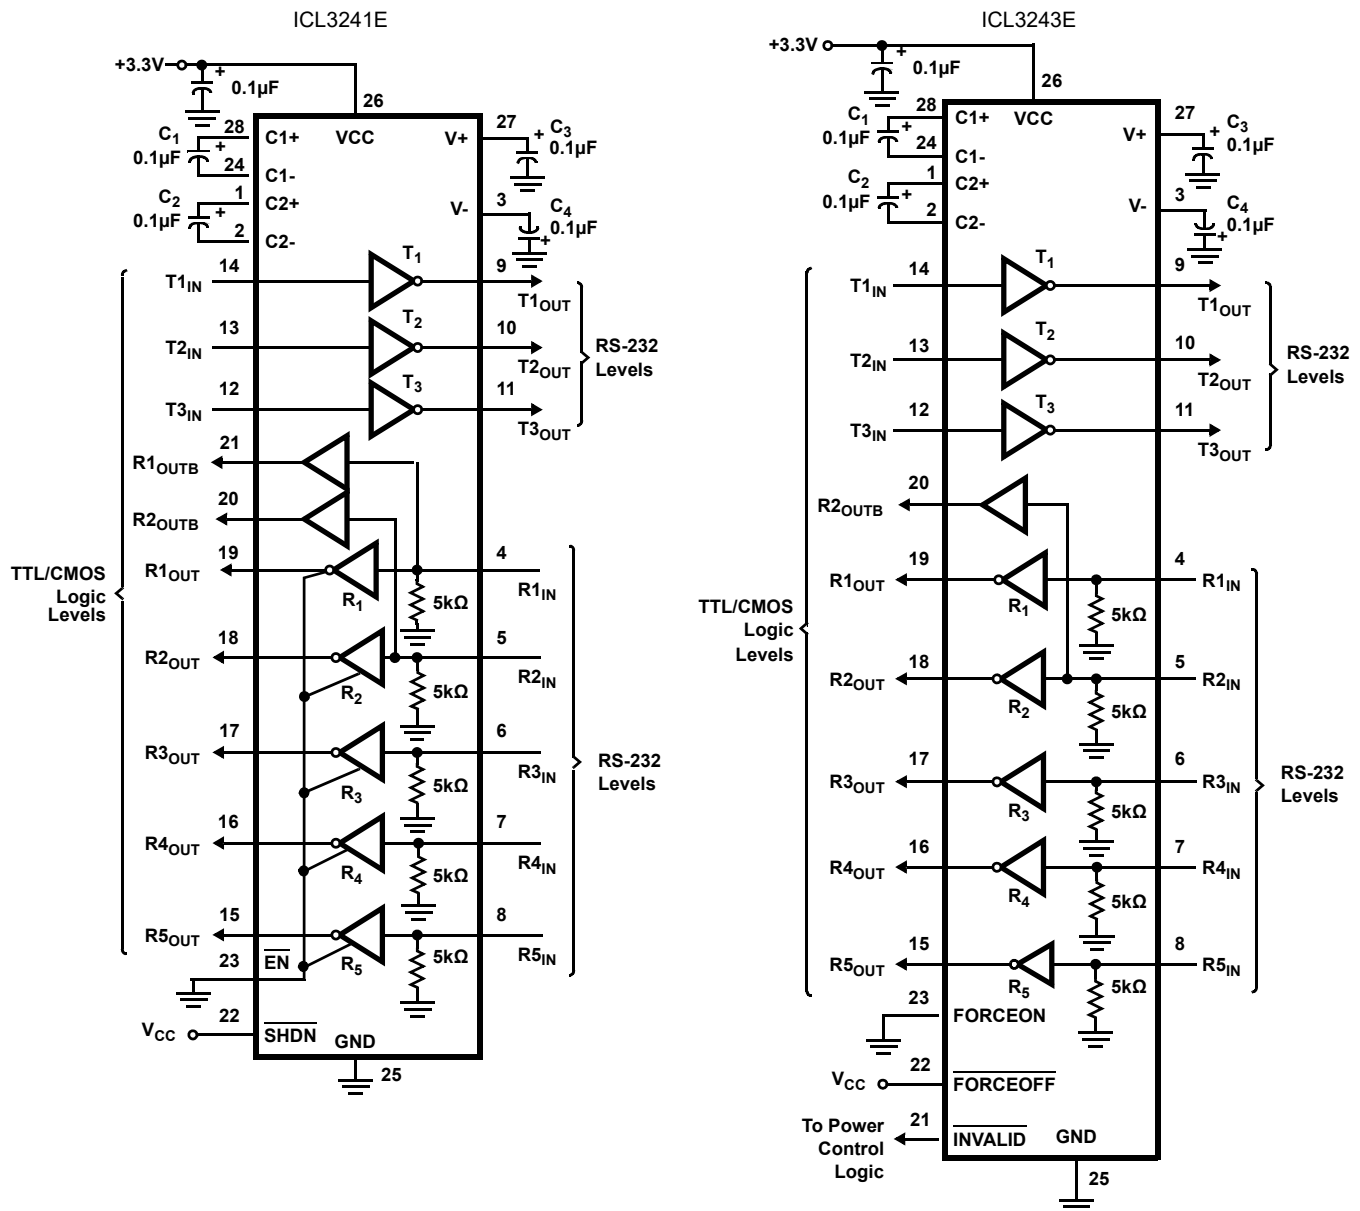 ICL3241E
+3.3V
+
0.1µF
26
VCC
28
C1+
C1
0.1µF
+
24
C1-
1
C2+
C2
0.1µF
+
2
C2-
27
V+
+
C3
0.1µF
3
V-
C4
0.1µF
+
T1
14
T1IN
9
T1OUT
T2
13
T2IN
10
T2OUT
T3
12
T3IN
11
T3OUT
RS-232
Levels
21
R1OUTB
20
R2OUTB
19
R1OUT
R1
5kΩ
4
R1IN
18
R2OUT
R2
5kΩ
5
R2IN
17
R3OUT
R3
5kΩ
6
R3IN
16
R4OUT
R4
5kΩ
7
R4IN
15
R5OUT
R5
5kΩ
8
R5IN
TTL/CMOS
Logic
Levels
RS-232
Levels
23
EN
22
VCC
SHDN
GND
25
ICL3243E
+3.3V
+
0.1µF
26
VCC
28
C1+
C1
0.1µF
+
24
C1-
1
C2+
C2
0.1µF
+
2
C2-
27
V+
+
C3
0.1µF
3
V-
C4
0.1µF
+
T1
14
T1IN
9
T1OUT
T2
13
T2IN
10
T2OUT
T3
12
T3IN
11
T3OUT
RS-232
Levels
20
R2OUTB
19
R1OUT
R1
5kΩ
4
R1IN
18
R2OUT
R2
5kΩ
5
R2IN
17
R3OUT
R3
5kΩ
6
R3IN
16
R4OUT
R4
5kΩ
7
R4IN
15
R5OUT
R5
5kΩ
8
R5IN
TTL/CMOS
Logic
Levels
RS-232
Levels
23
FORCEON
22
VCC
FORCEOFF
21
To Power
Control
Logic
INVALID
GND
25